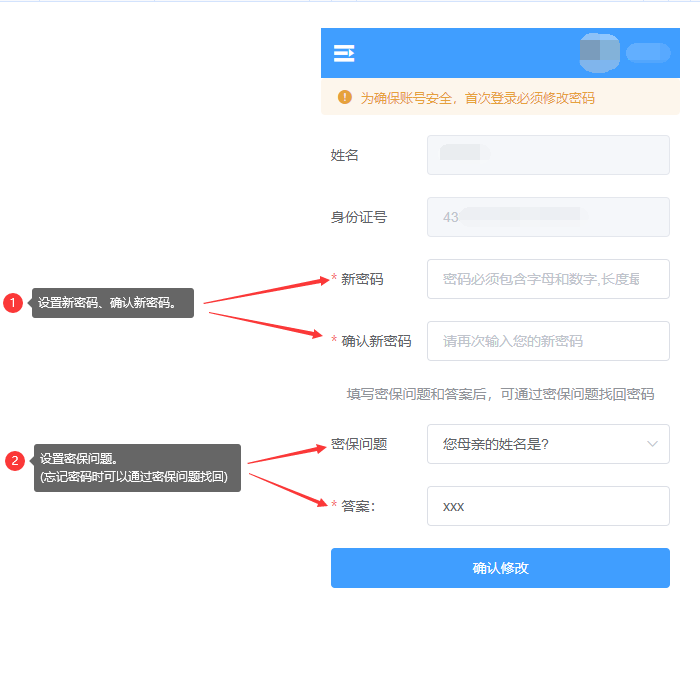 为确保账号安全，首次登录必须修改密码
姓名
身份证号
43
1
设置新密码、确认新密码。
* 新密码
密码必须包含字母和数字,长度最
* 确认新密码
请再次输入您的新密码
填写密保问题和答案后，可通过密保问题找回密码
2
设置密保问题。
(忘记密码时可以通过密保问题找回)
密保问题
您母亲的姓名是?
* 答案：
xxx
确认修改